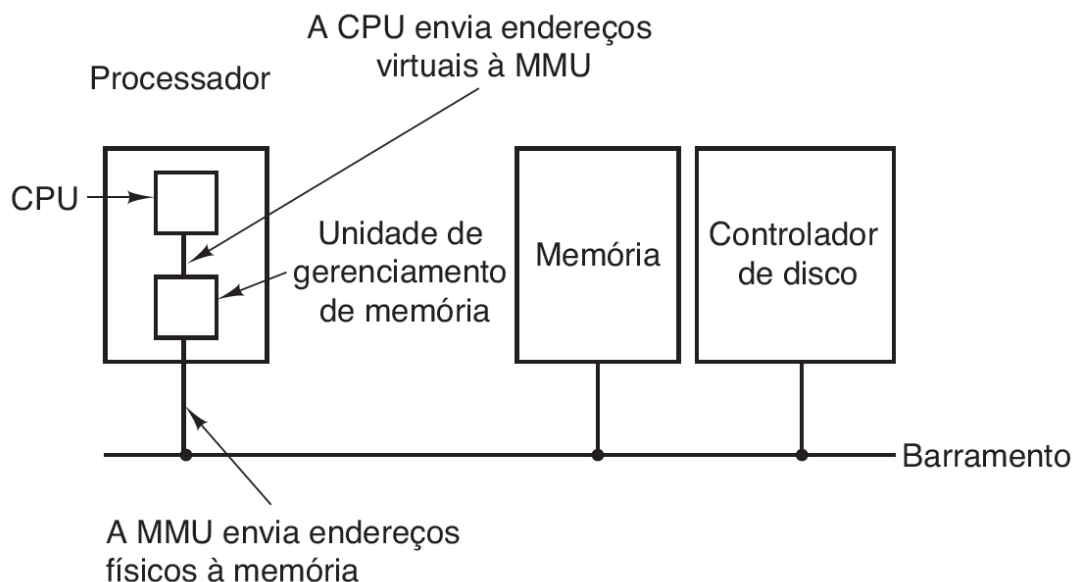 A CPU envia endereços
virtuais à MMU
Processador
CPU
Unidade de
gerenciamento
de memória
Memória
Controlador
de disco
Barramento
A MMU envia endereços
físicos à memória